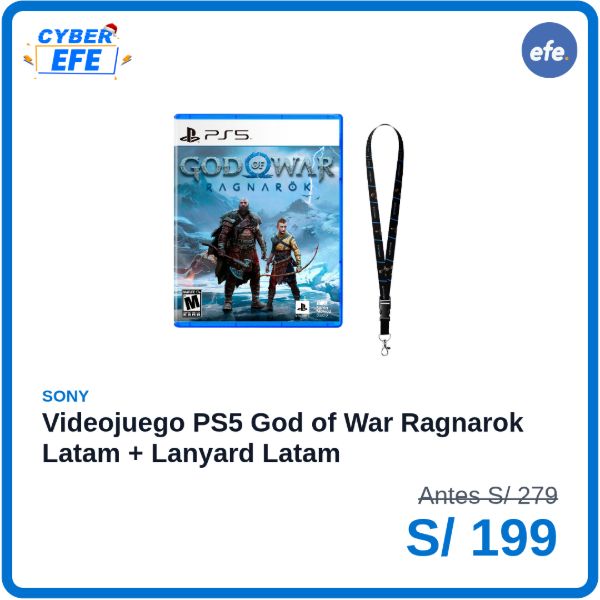 CYBER
EFE
efe.
PS5
GOD OF WAR
RAGNARÖK
M
SONY
Videojuego PS5 God of War Ragnarok
Latam + Lanyard Latam
Antes S/ 279
S/ 199